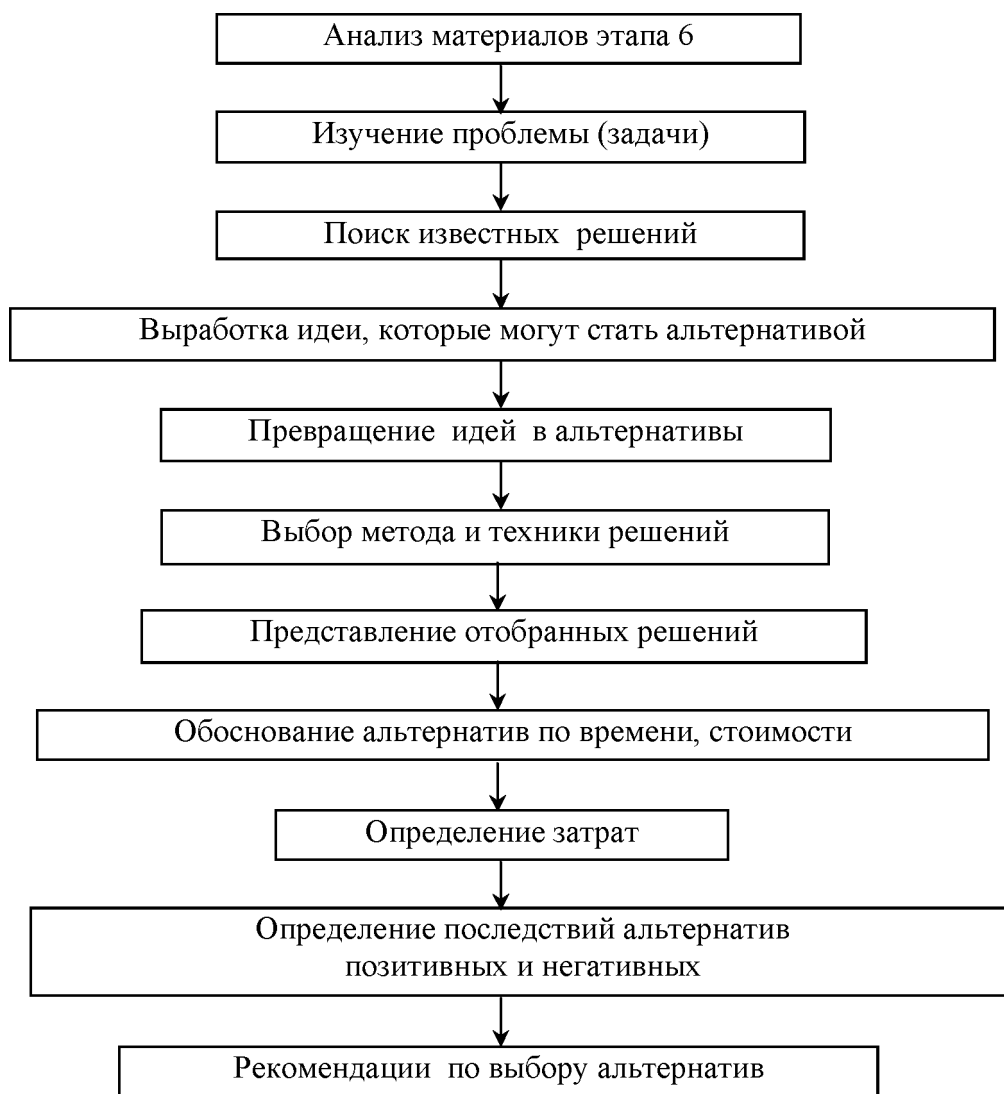 Анализ материалов этапа 6
Изучение проблемы (задачи)
Поиск известных решений
Выработка идеи, которые могут стать альтернативой
Превращение идей в альтернативы
Выбор метода и техники решений
Представление отобранных решений
Обоснование альтернатив по времени, стоимости
Определение затрат
Определение последствий альтернатив
позитивных и негативных
Рекомендации по выбору альтернатив